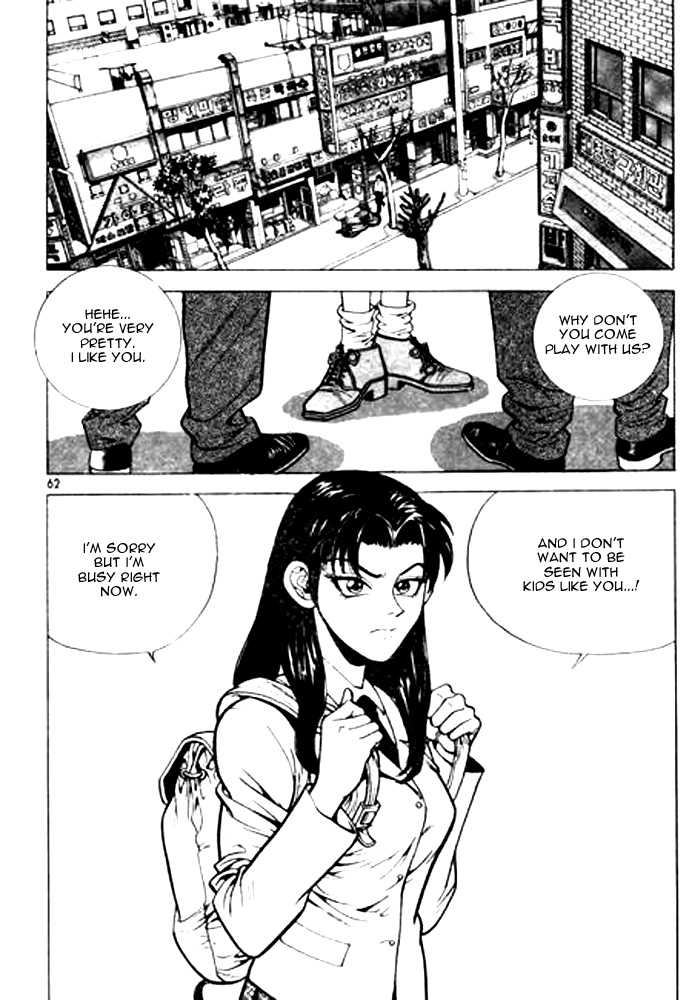 HEHE...
YOU'RE VERY
PRETTY.
I LIKE YOU.
WHY DON'T
YOU COME
PLAY WITH US?
62
I'M SORRY
BUT I'M
BUSY RIGHT
NOW.
AND I DON'T
WANT TO BE
SEEN WITH
KIDS LIKE YOU...!